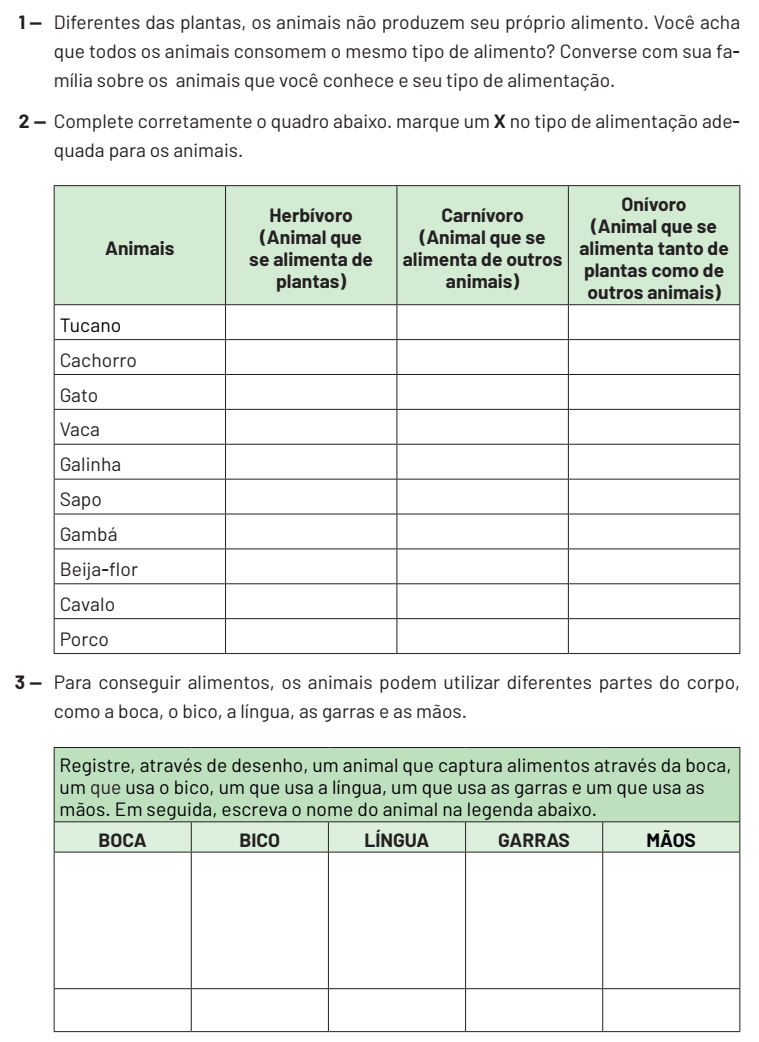 1 – Diferentes das plantas, os animais não produzem seu próprio alimento. Você acha
que todos os animais consomem o mesmo tipo de alimento? Converse com sua fa-
mília sobre os animais que você conhece e seu tipo de alimentação.
2 – Complete corretamente o quadro abaixo. marque um X no tipo de alimentação ade-
quada para os animais.
Animais
Herbívoro
(Animal que
se alimenta de
plantas)
Carnívoro
(Animal que se
alimenta de outros
animais)
Onívoro
(Animal que se
alimenta tanto de
plantas como de
outros animais)
Tucano
Cachorro
Gato
Vaca
Galinha
Sapo
Gambá
Beija-flor
Cavalo
Porco
3 – Para conseguir alimentos, os animais podem utilizar diferentes partes do corpo,
como a boca, o bico, a língua, as garras e as mãos.
Registre, através de desenho, um animal que captura alimentos através da boca,
um que usa o bico, um que usa a língua, um que usa as garras e um que usa as
mãos. Em seguida, escreva o nome do animal na legenda abaixo.
BOCA BICO LÍNGUA GARRAS MÃOS